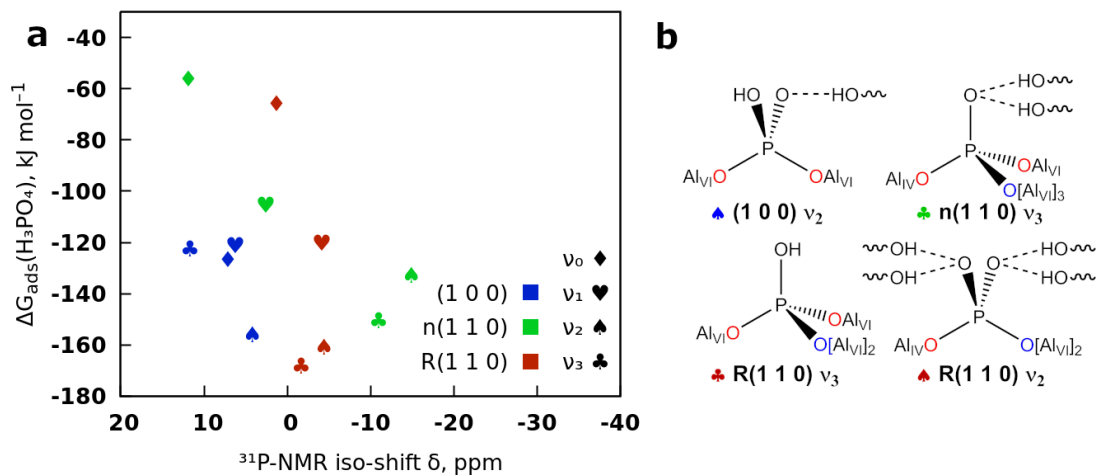 a
ΔG_ads(H₃PO₄), kJ mol⁻¹
-40
-60
-80
-100
-120
-140
-160
-180
20
10
0
-10
-20
-30
-40
³¹P-NMR iso-shift δ, ppm
(1 0 0)
n(1 1 0)
R(1 1 0)
ν₀
ν₁
ν₂
ν₃
b
HO O HO
P
Al_VI O OAl_VI
♠ (1 0 0) ν₂
HO
O HO
P
OAl_VI
Al_IV O
O[Al_VI]₃
♣ n(1 1 0) ν₃
OH
P
OAl_VI
Al_VI O
O[Al_VI]₂
♣ R(1 1 0) ν₃
OH HO
O O
OH HO
P
Al_IV O O[Al_VI]₂
♠ R(1 1 0) ν₂